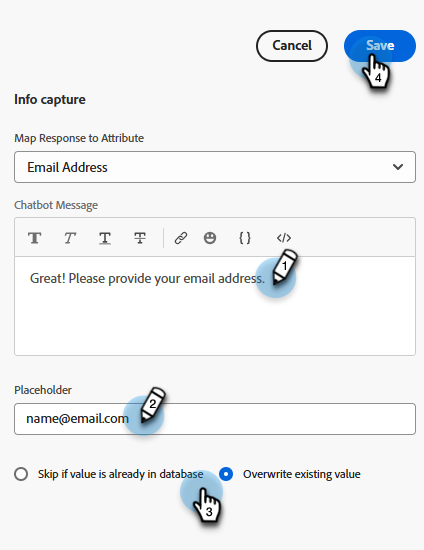 Cancel
Save
4
Info capture
Map Response to Attribute
Email Address
Chatbot Message
T T T T { } </>
Great! Please provide your email address.
1
Placeholder
name@email.com
2
Skip if value is already in database
Overwrite existing value
3